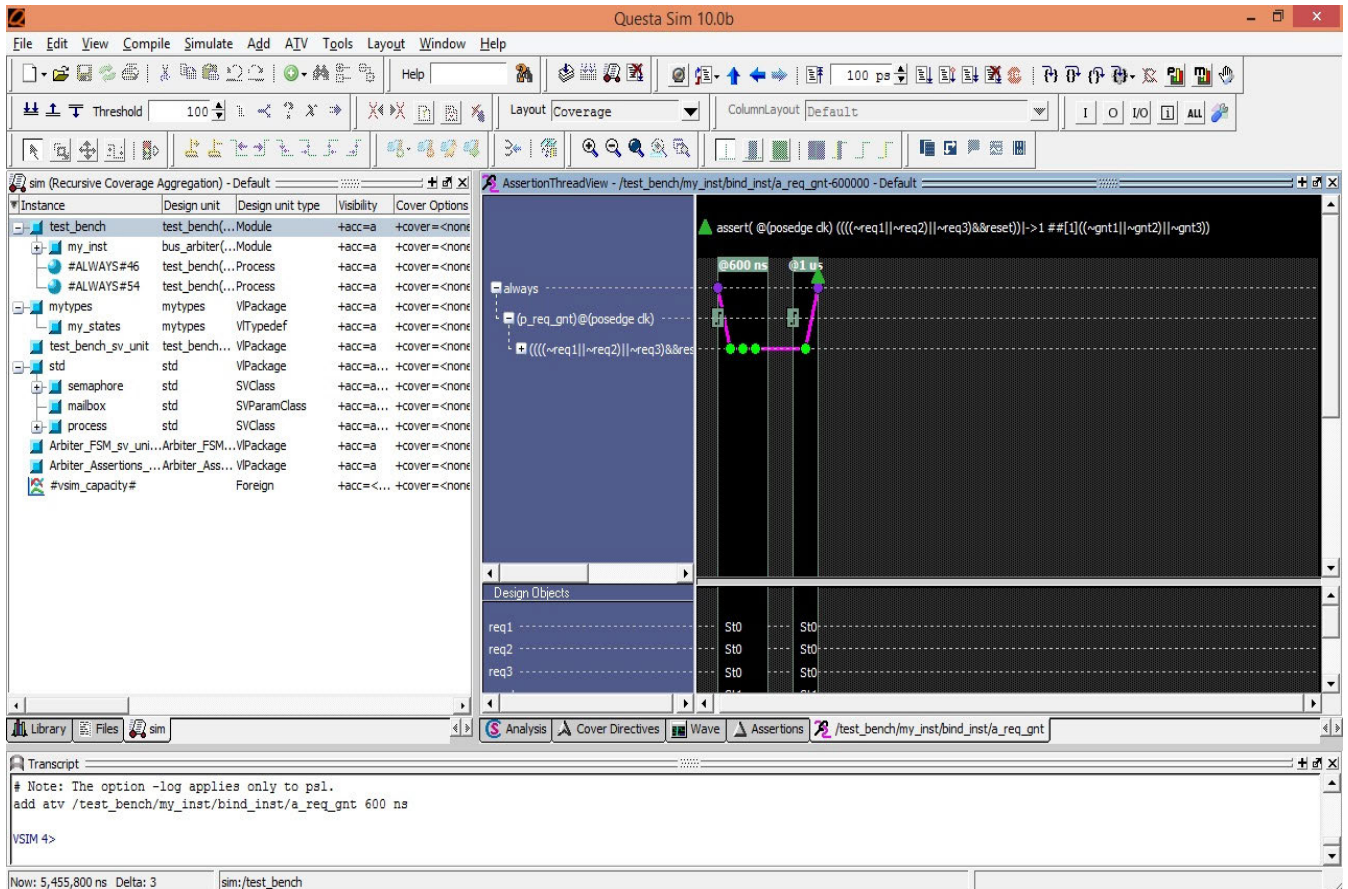 Questa Sim 10.0b
File Edit View Compile Simulate Add ATV Tools Layout Window Help
Help 100 ps
Threshold 100 Layout Coverage ColumnLayout Default I O I/O i ALL
sim (Recursive Coverage Aggregation) - Default
Instance Design unit Design unit type Visibility Cover Options
test_bench test_bench(... Module +acc=a +cover=<none
my_inst bus_arbiter(... Module +acc=a +cover=<none
#ALWAYS#46 test_bench(... Process +acc=a +cover=<none
#ALWAYS#54 test_bench(... Process +acc=a +cover=<none
mytypes mytypes VlPackage +acc=a +cover=<none
my_states mytypes VlTypedef +acc=a +cover=<none
test_bench_sv_unit test_bench... VlPackage +acc=a +cover=<none
std std VlPackage +acc=a... +cover=<none
semaphore std SVClass +acc=a... +cover=<none
mailbox std SVParamClass +acc=a... +cover=<none
process std SVClass +acc=a... +cover=<none
Arbiter_FSM_sv_uni... Arbiter_FSM... VlPackage +acc=a +cover=<none
Arbiter_Assertions_... Arbiter_Ass... VlPackage +acc=a +cover=<none
#vsim_capacity# Foreign +acc=<... +cover=<none
Library Files sim
AssertionThreadView - /test_bench/my_inst/bind_inst/a_req_gnt-600000 - Default
assert( @(posedge clk) ((((~req1||~req2)||~req3)&&reset))|->1 ##[1]((~gnt1||~gnt2)||~gnt3))
@600 ns @1 us
always
(p_req_gnt)@(posedge clk)
((((~req1||~req2)||~req3)&&res
Design Objects
req1 St0 St0
req2 St0 St0
req3 St0 St0
Analysis Cover Directives Wave Assertions /test_bench/my_inst/bind_inst/a_req_gnt
Transcript
# Note: The option -log applies only to psl.
add atv /test_bench/my_inst/bind_inst/a_req_gnt 600 ns
VSIM 4>
Now: 5,455,800 ns Delta: 3 sim:/test_bench